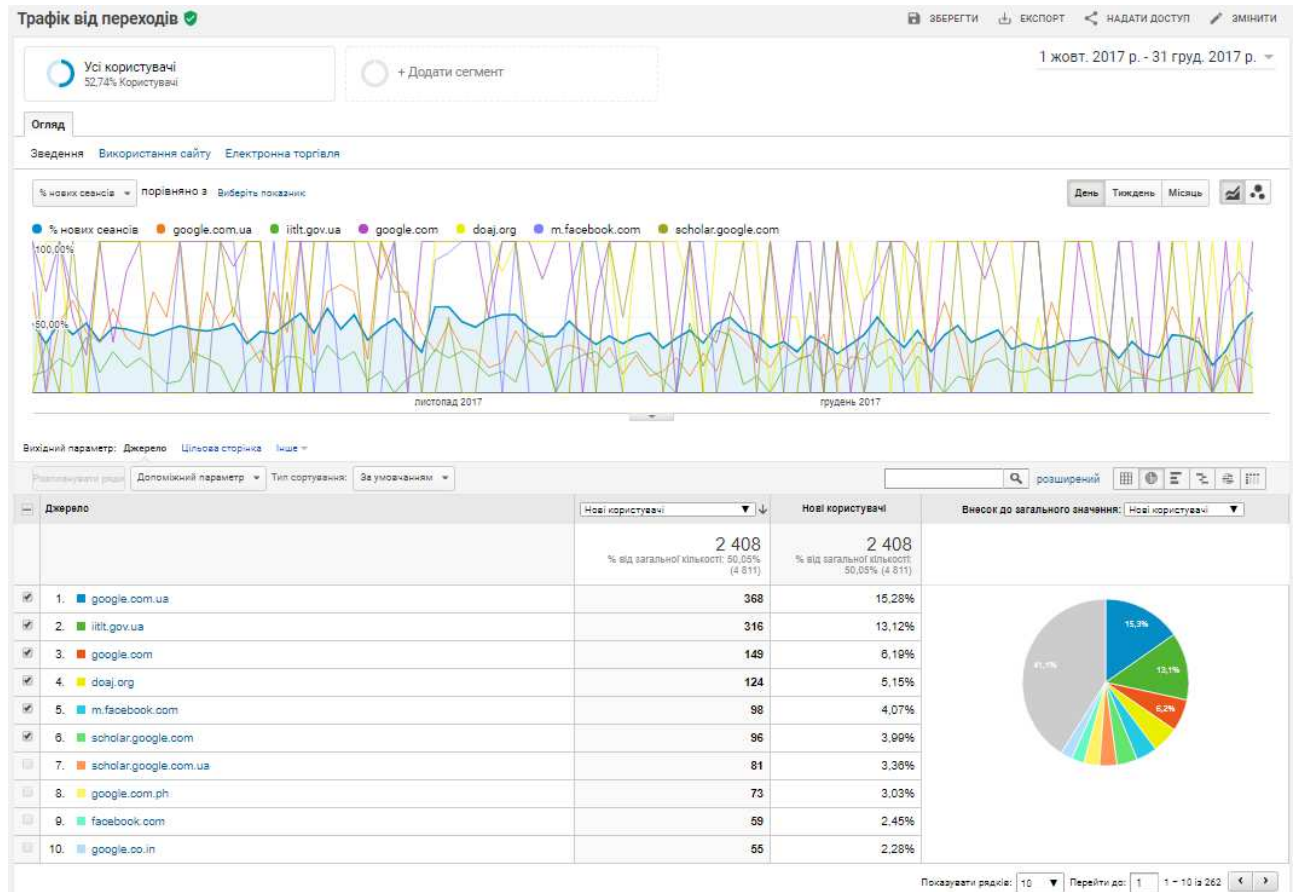 Трафік від переходів
ЗБЕРЕГТИ ЕКСПОРТ НАДАТИ ДОСТУП ЗМІНИТИ
Усі користувачі
52,74% Користувачі
+ Додати сегмент
1 жовт. 2017 р. - 31 груд. 2017 р.
Огляд
Зведення Використання сайту Електронна торгівля
% нових сеансів порівняно з Виберіть показник
День Тиждень Місяць
% нових сеансів google.com.ua iitlt.gov.ua google.com doaj.org m.facebook.com scholar.google.com
100,00%
50,00%
листопад 2017 грудень 2017
Вихідний параметр: Джерело Цільова сторінка Інше
Допоміжний параметр Тип сортування: За умовчанням розширений
Джерело Нові користувачі Нові користувачі Внесок до загального значення: Нові користувачі
2 408 2 408
% від загальної кількості: 50,05% (4 811) % від загальної кількості: 50,05% (4 811)
1. google.com.ua 368 15,28%
2. iitlt.gov.ua 316 13,12%
3. google.com 149 6,19%
4. doaj.org 124 5,15%
5. m.facebook.com 98 4,07%
6. scholar.google.com 96 3,99%
7. scholar.google.com.ua 81 3,36%
8. google.com.ph 73 3,03%
9. facebook.com 59 2,45%
10. google.co.in 55 2,28%
15,3%
13,1%
6,2%
41,1%
Показувати рядків: 10 Перейти до: 1 1 – 10 із 262